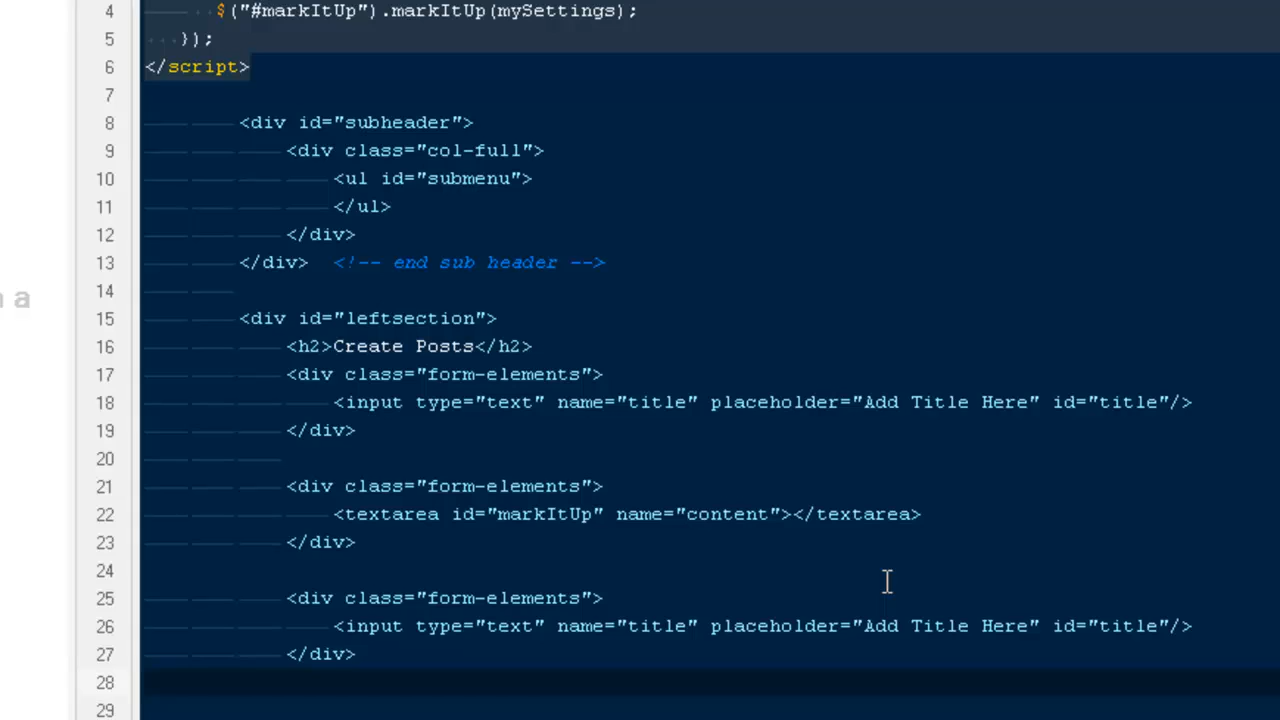 4 $("#markItUp").markItUp(mySettings);
5 });
6 </script>
7
8 <div id="subheader">
9 <div class="col-full">
10 <ul id="submenu">
11 </ul>
12 </div>
13 </div> <!-- end sub header -->
14
15 <div id="leftsection">
16 <h2>Create Posts</h2>
17 <div class="form-elements">
18 <input type="text" name="title" placeholder="Add Title Here" id="title"/>
19 </div>
20
21 <div class="form-elements">
22 <textarea id="markItUp" name="content"></textarea>
23 </div>
24
25 <div class="form-elements">
26 <input type="text" name="title" placeholder="Add Title Here" id="title"/>
27 </div>
28
29